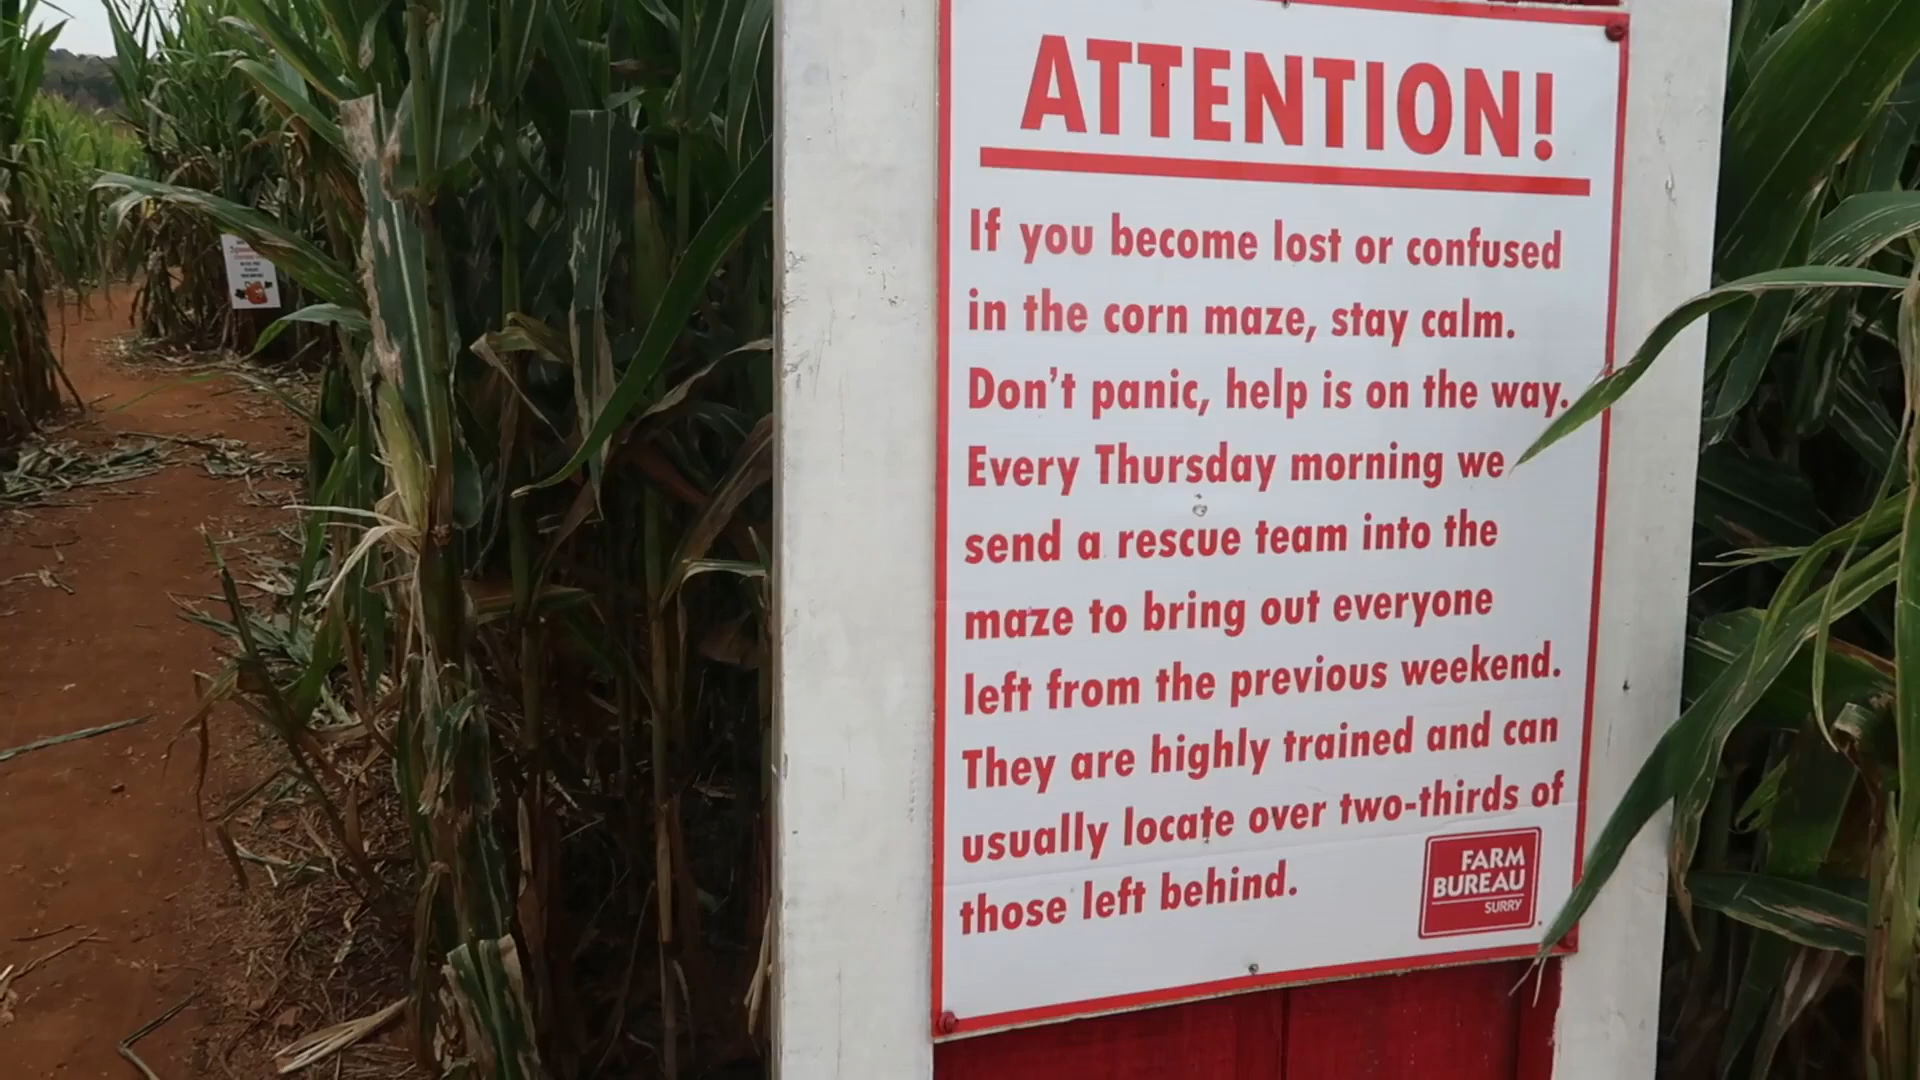 ATTENTION!
If you become lost or confused
in the corn maze, stay calm.
Don't panic, help is on the way.
Every Thursday morning we
send a rescue team into the
maze to bring out everyone
left from the previous weekend.
They are highly trained and can
usually locate over two-thirds of
those left behind.
FARM
BUREAU
SURRY